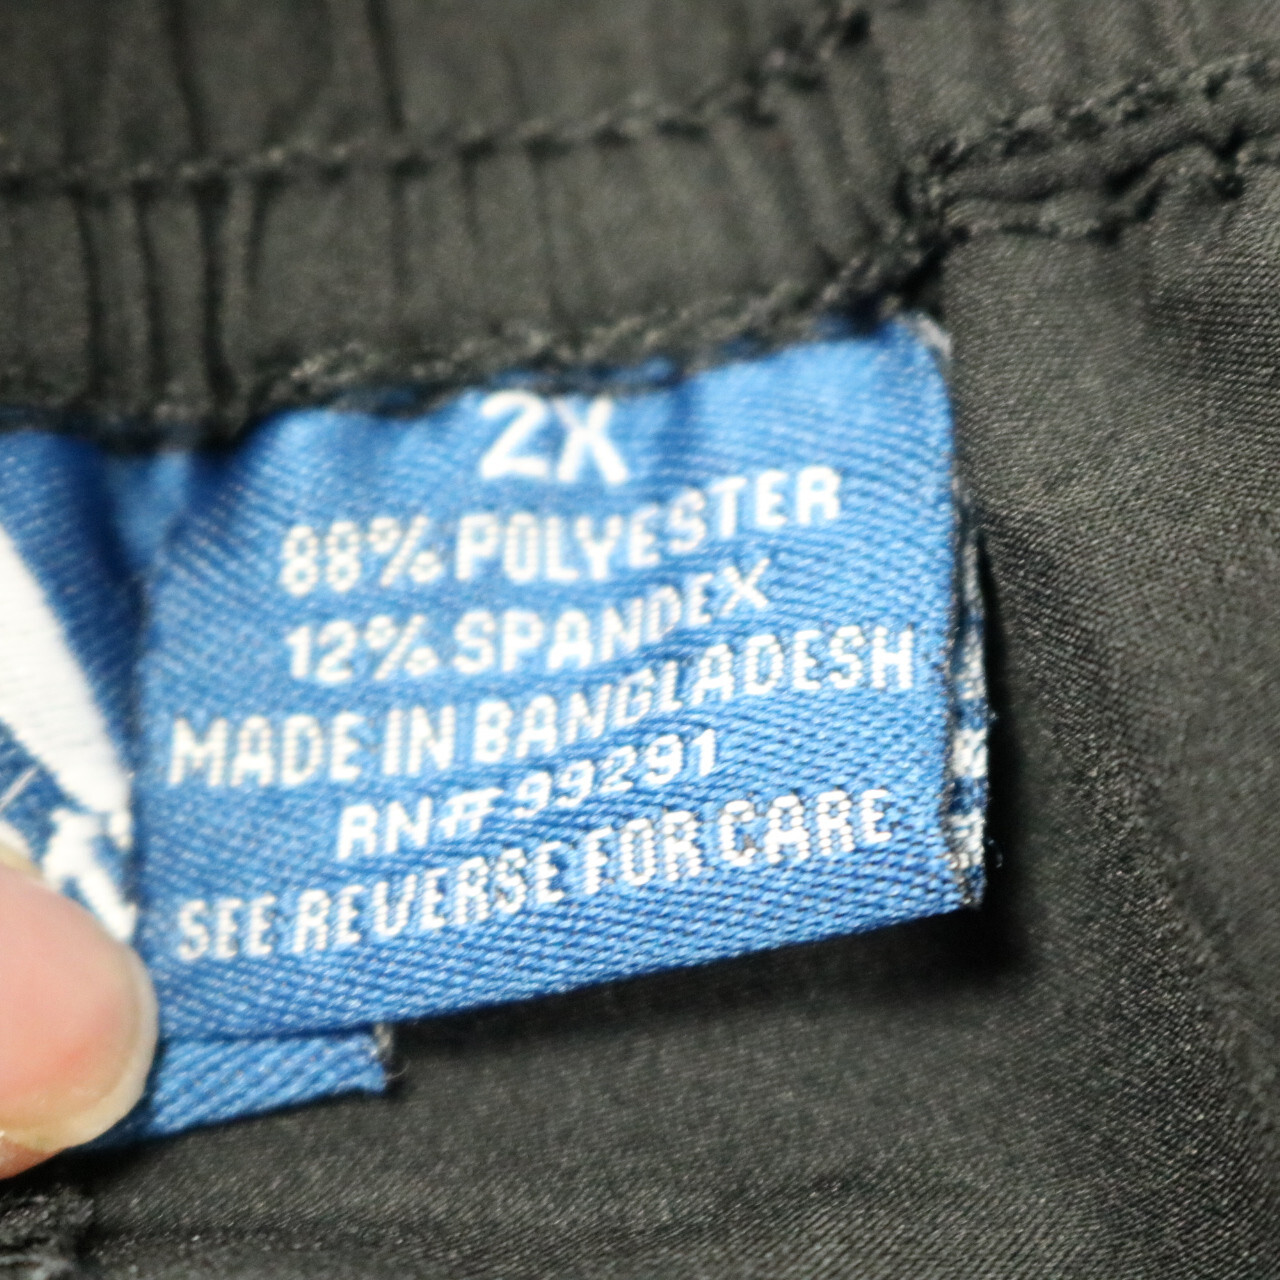 2X
88% POLYESTER
12% SPANDEX
MADE IN BANGLADESH
RN# 99291
SEE REVERSE FOR CARE